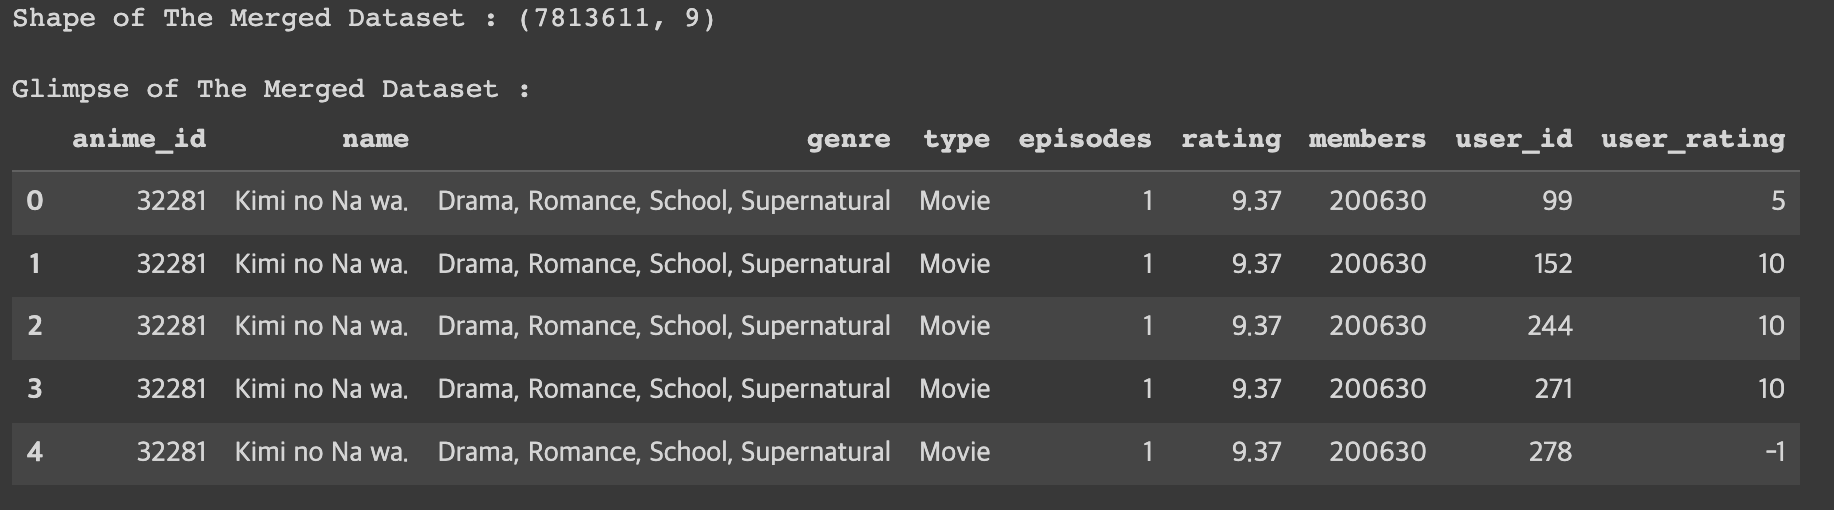 Shape of The Merged Dataset : (7813611, 9)
Glimpse of The Merged Dataset :
anime_id name genre type episodes rating members user_id user_rating
0 32281 Kimi no Na wa. Drama, Romance, School, Supernatural Movie 1 9.37 200630 99 5
1 32281 Kimi no Na wa. Drama, Romance, School, Supernatural Movie 1 9.37 200630 152 10
2 32281 Kimi no Na wa. Drama, Romance, School, Supernatural Movie 1 9.37 200630 244 10
3 32281 Kimi no Na wa. Drama, Romance, School, Supernatural Movie 1 9.37 200630 271 10
4 32281 Kimi no Na wa. Drama, Romance, School, Supernatural Movie 1 9.37 200630 278 -1